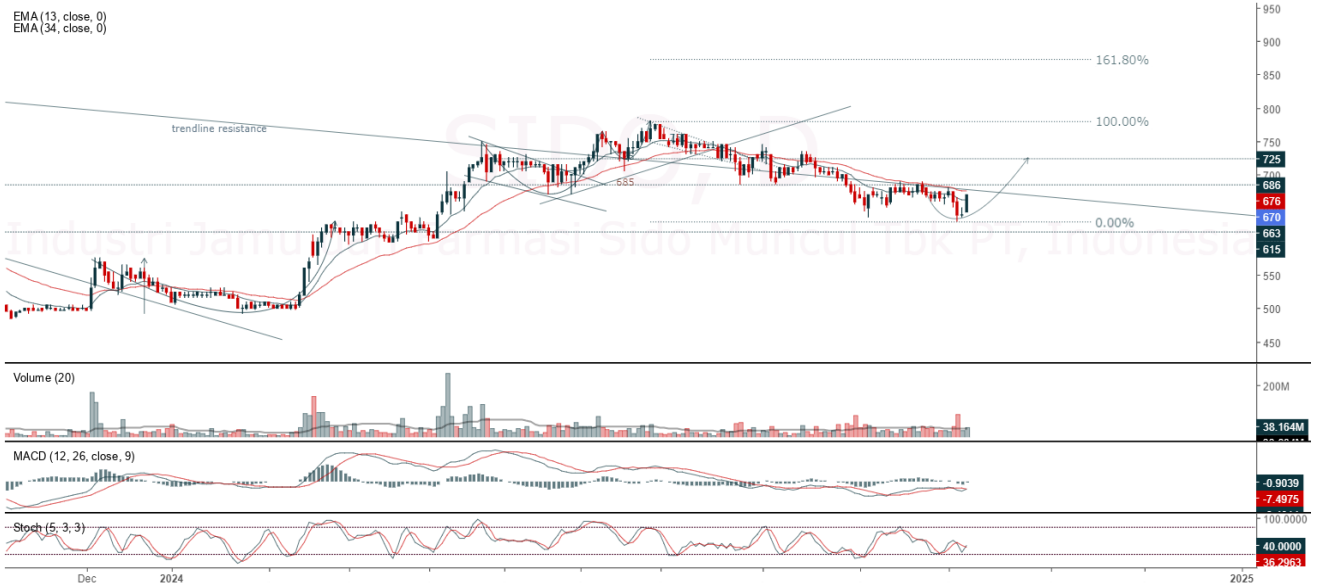 EMA (13, close, 0)
EMA (34, close, 0)
SIDO, D
Industri Jamu Farmasi Sido Muncul Tbk PT, Indonesia
trendline resistance
685
161.80%
100.00%
0.00%
950
900
850
800
750
725
700
686
676
670
663
615
550
500
450
Volume (20)
200M
38.164M
MACD (12, 26, close, 9)
-0.9039
-7.4975
Stoch (5, 3, 3)
100.0000
40.0000
36.2963
Dec
2024
2025